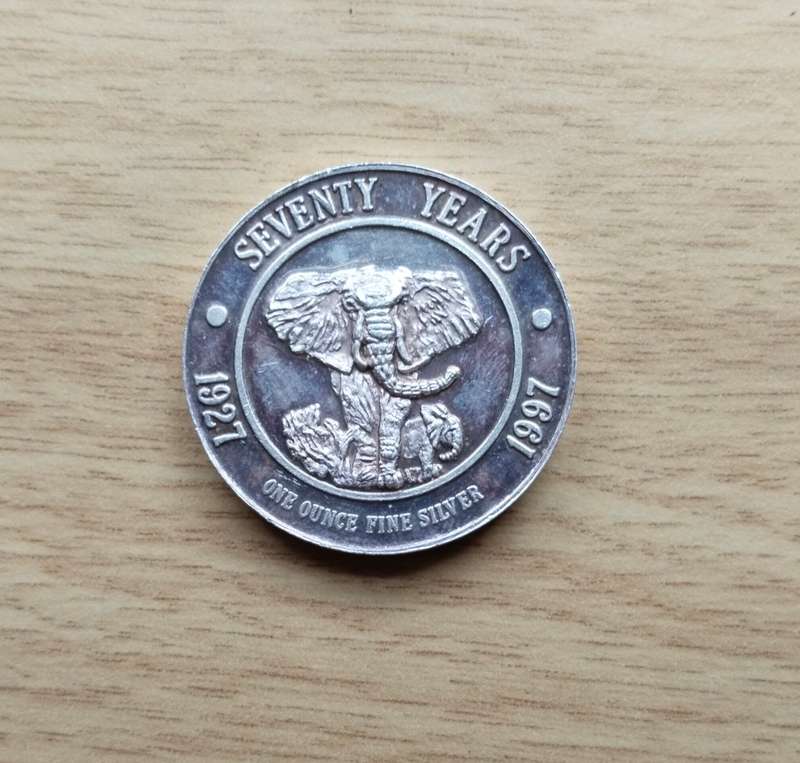 SEVENTY YEARS
1927
1997
ONE OUNCE FINE SILVER